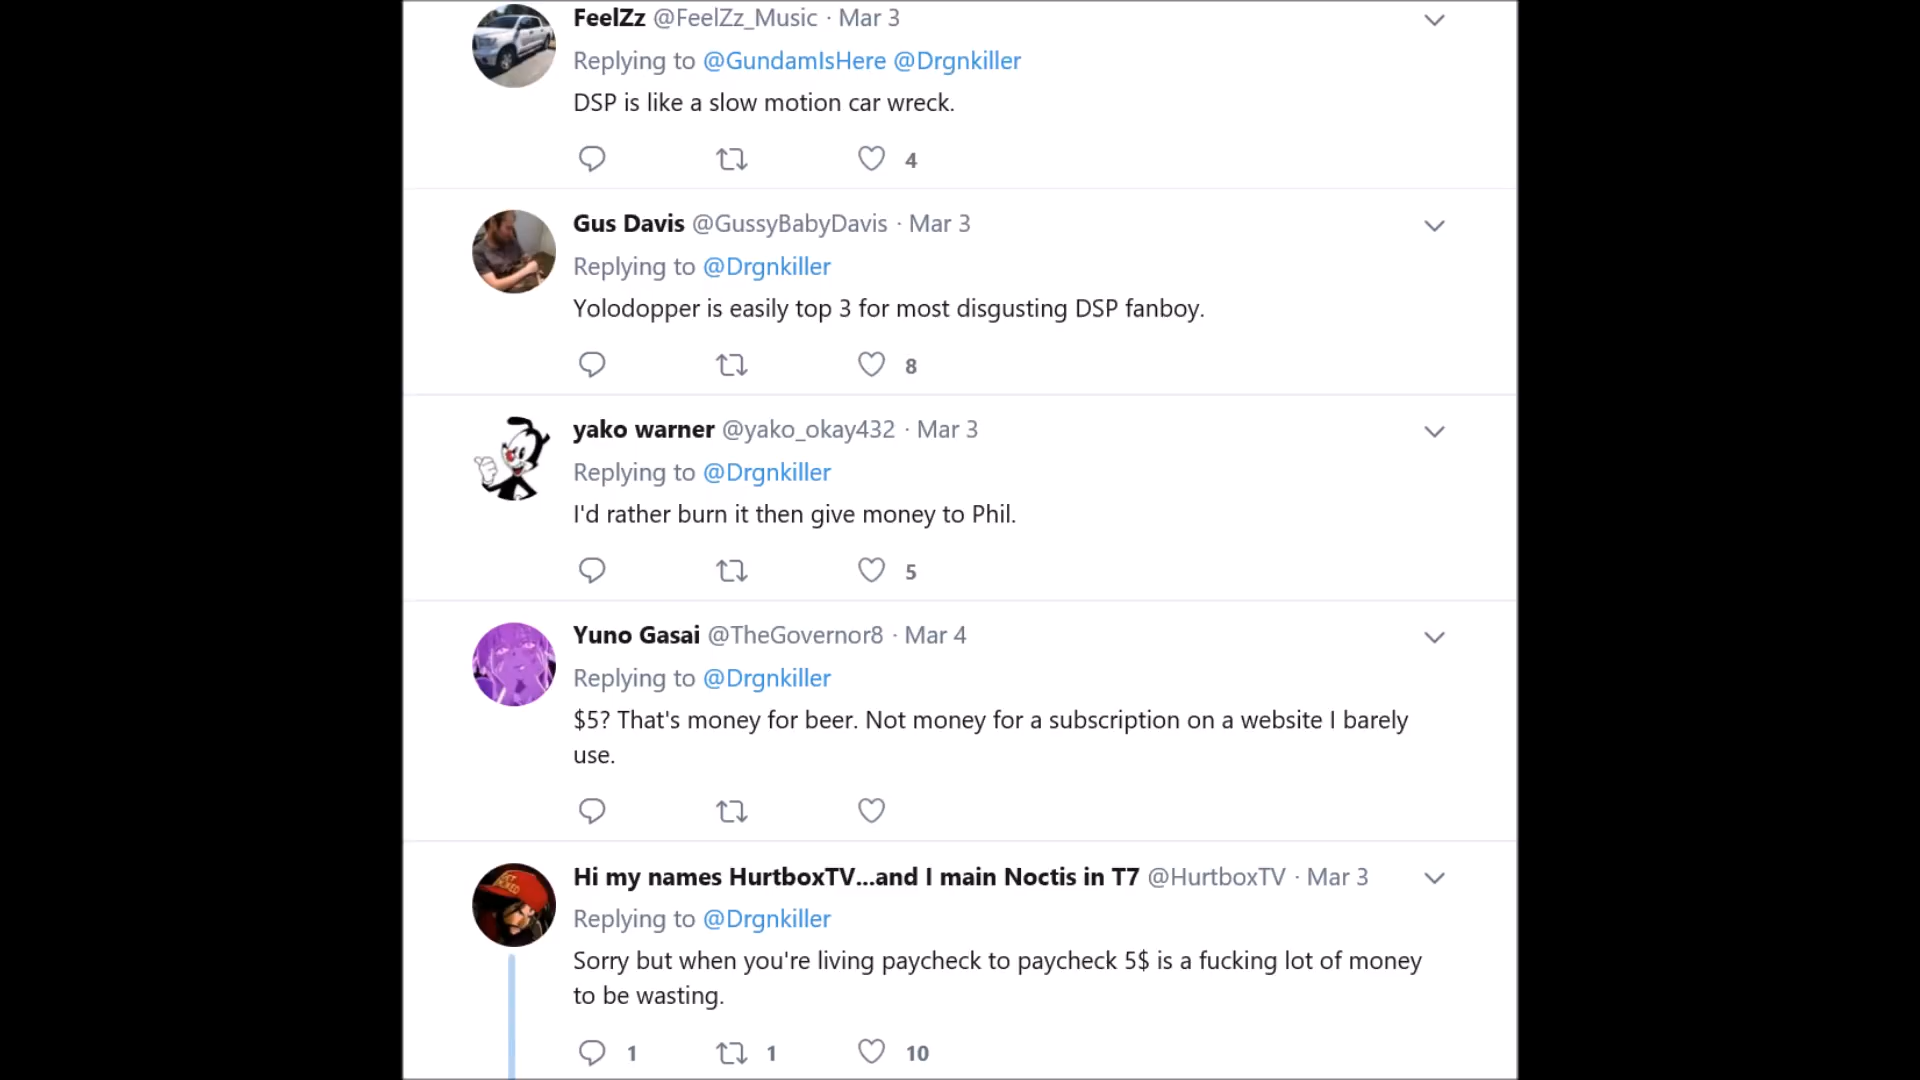 FeelZz @FeelZz_Music · Mar 3
Replying to @GundamIsHere @Drgnkiller
DSP is like a slow motion car wreck.
4
Gus Davis @GussyBabyDavis · Mar 3
Replying to @Drgnkiller
Yolodopper is easily top 3 for most disgusting DSP fanboy.
8
yako warner @yako_okay432 · Mar 3
Replying to @Drgnkiller
I'd rather burn it then give money to Phil.
5
Yuno Gasai @TheGovernor8 · Mar 4
Replying to @Drgnkiller
$5? That's money for beer. Not money for a subscription on a website I barely
use.
Hi my names HurtboxTV...and I main Noctis in T7 @HurtboxTV · Mar 3
Replying to @Drgnkiller
Sorry but when you're living paycheck to paycheck 5$ is a fucking lot of money
to be wasting.
1 1 10